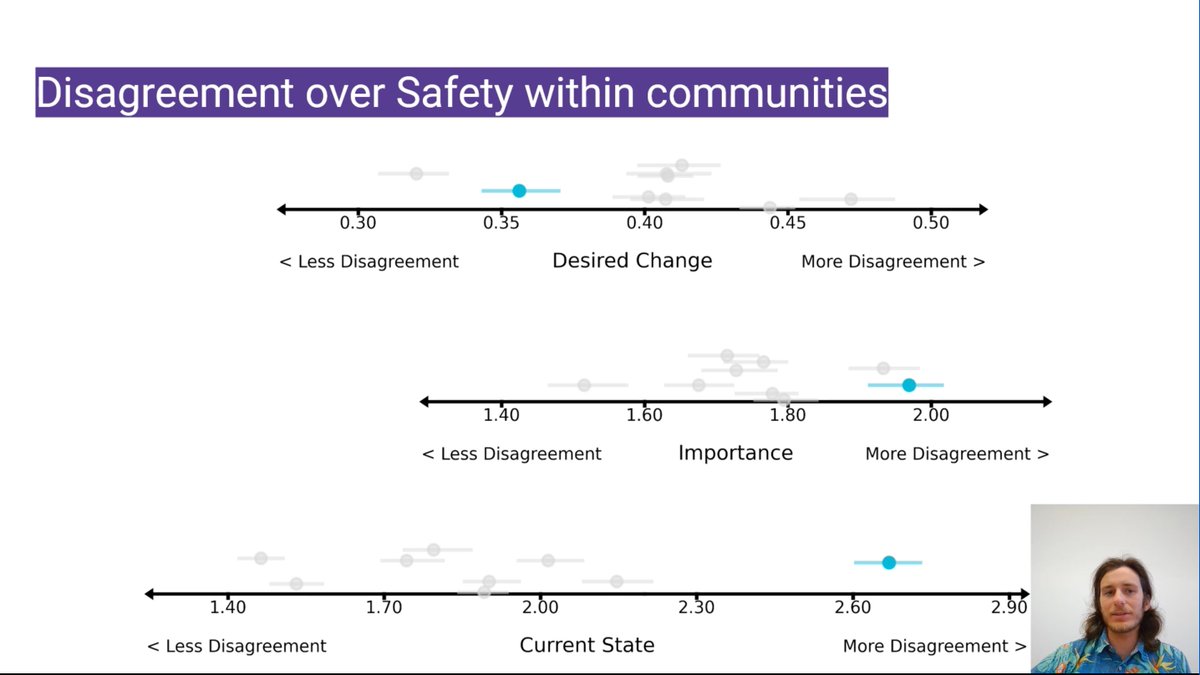 Disagreement over Safety within communities
0.30 0.35 0.40 0.45 0.50
< Less Disagreement Desired Change More Disagreement >
1.40 1.60 1.80 2.00
< Less Disagreement Importance More Disagreement >
1.40 1.70 2.00 2.30 2.60 2.90
< Less Disagreement Current State More Disagreement >